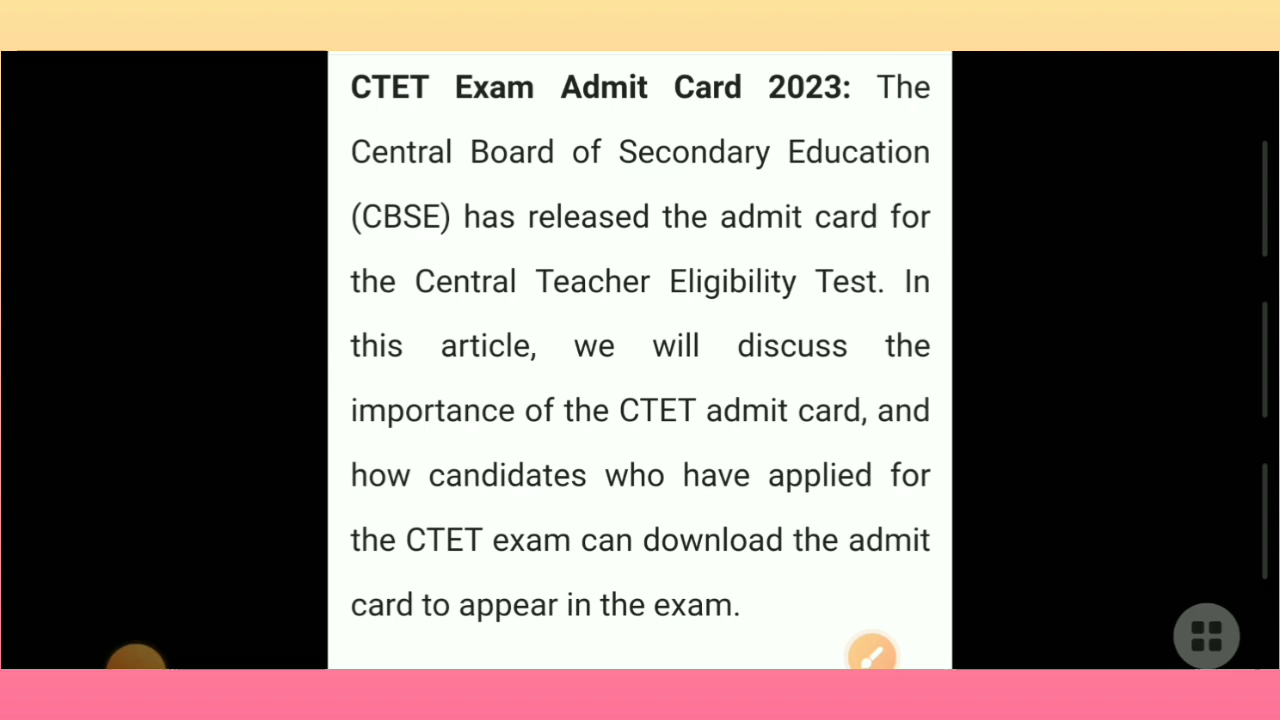 CTET Exam Admit Card 2023: The
Central Board of Secondary Education
(CBSE) has released the admit card for
the Central Teacher Eligibility Test. In
this article, we will discuss the
importance of the CTET admit card, and
how candidates who have applied for
the CTET exam can download the admit
card to appear in the exam.